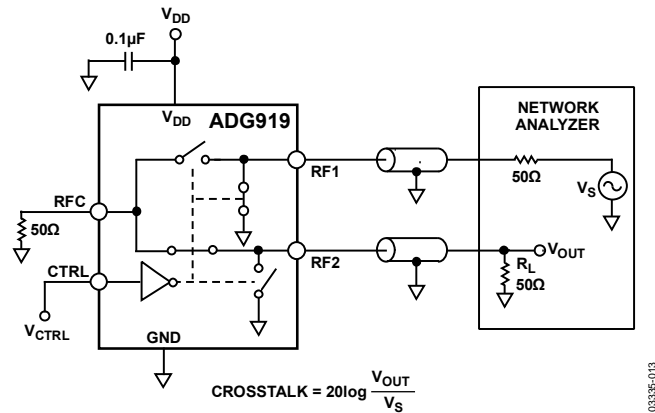 VDD
0.1µF
VDD
ADG919
NETWORK
ANALYZER
RF1
50Ω
VS
RFC
50Ω
RF2
VOUT
RL
50Ω
CTRL
VCTRL
GND
CROSSTALK = 20log VOUT
VS
03335-013